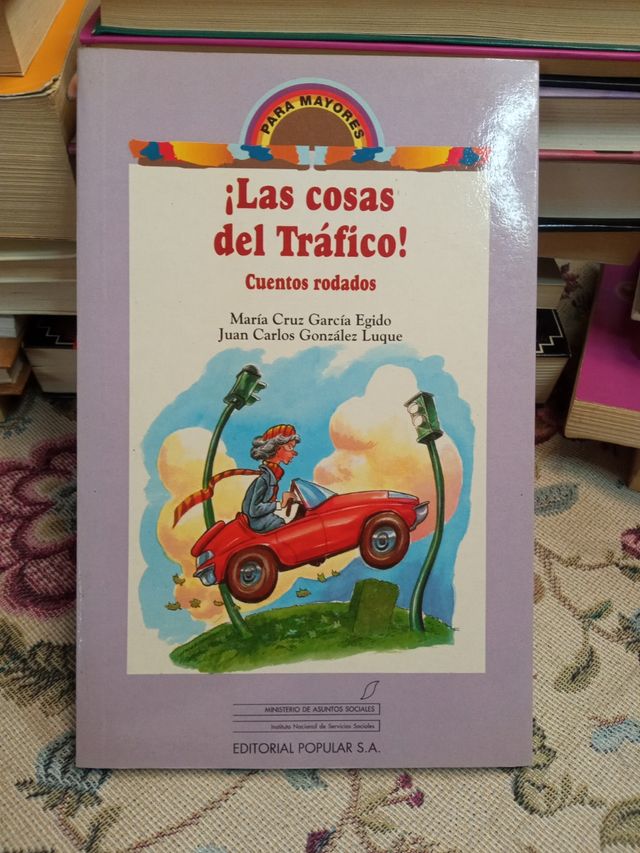 PARA MAYORES
¡Las cosas
del Tráfico!
Cuentos rodados
María Cruz García Egido
Juan Carlos González Luque
MINISTERIO DE ASUNTOS SOCIALES
Instituto Nacional de Servicios Sociales
EDITORIAL POPULAR S.A.